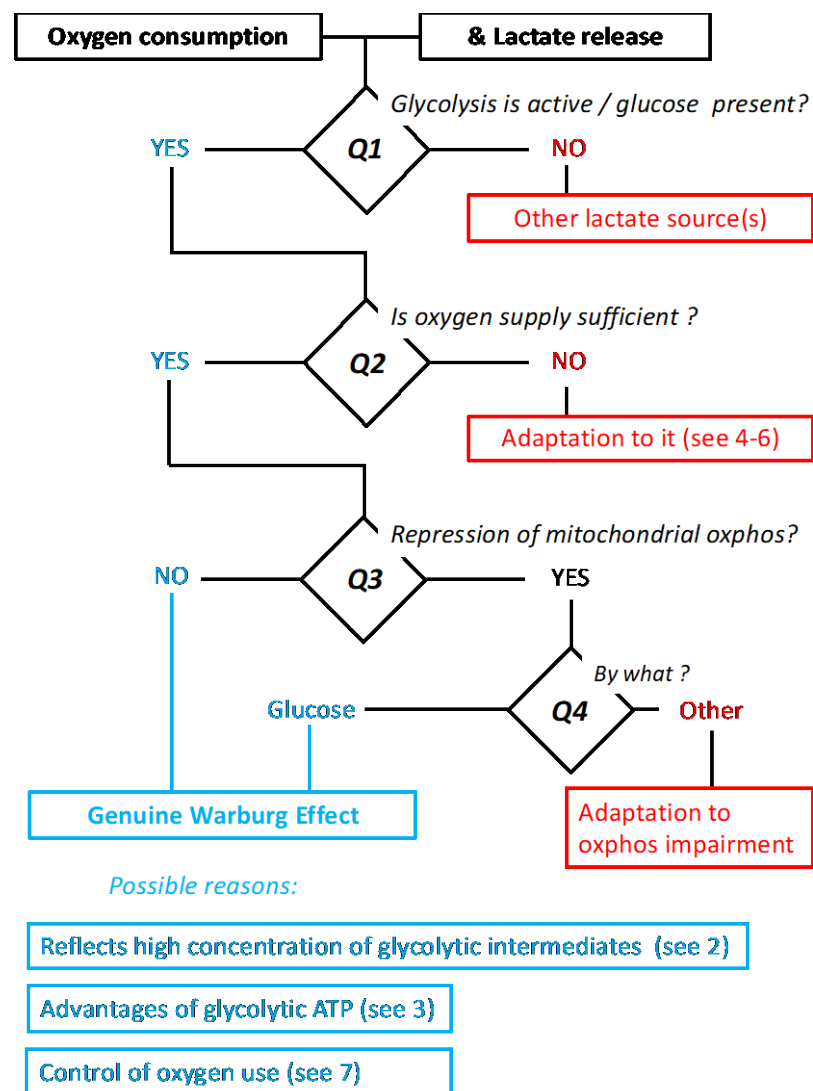 Oxygen consumption
& Lactate release
Glycolysis is active / glucose present?
YES
Q1
NO
Other lactate source(s)
Is oxygen supply sufficient ?
YES
Q2
NO
Adaptation to it (see 4-6)
Repression of mitochondrial oxphos?
NO
Q3
YES
By what ?
Glucose
Q4
Other
Genuine Warburg Effect
Adaptation to
oxphos impairment
Possible reasons:
Reflects high concentration of glycolytic intermediates (see 2)
Advantages of glycolytic ATP (see 3)
Control of oxygen use (see 7)